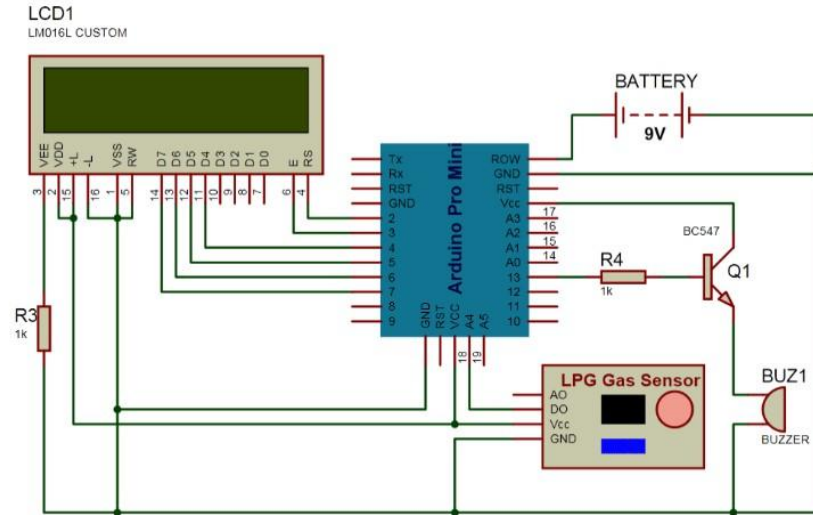 LCD1
LM016L CUSTOM
VEE VDD +L -L VSS RW D7 D6 D5 D4 D3 D2 D1 D0 E RS
3 2 15 16 1 5 14 13 12 11 10 9 8 7 6 4
BATTERY
9V
Arduino Pro Mini
Tx
Rx
RST
GND
2
3
4
5
6
7
8
9
ROW
GND
RST
Vcc
A3 17
A2 16
A1 15
A0 14
13
12
11
10
GND RST VCC A4 A5
18 19
BC547
Q1
R4
1k
R3
1k
LPG Gas Sensor
AO
DO
Vcc
GND
BUZ1
BUZZER